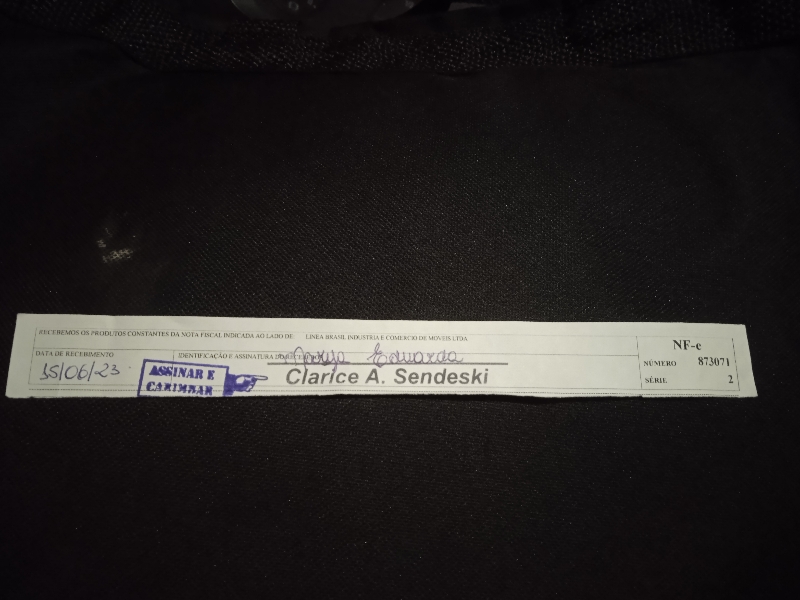 RECEBEMOS OS PRODUTOS CONSTANTES DA NOTA FISCAL INDICADA AO LADO DE LINEA BRASIL INDUSTRIA E COMERCIO DE MOVEIS LTDA
NF-e
DATA DE RECEBIMENTO
IDENTIFICAÇÃO E ASSINATURA DO
Eduarda
NÚMERO 873071
15/06/23
ASSINAR E
CARIMBAR
Clarice A. Sendeski
SÉRIE 2